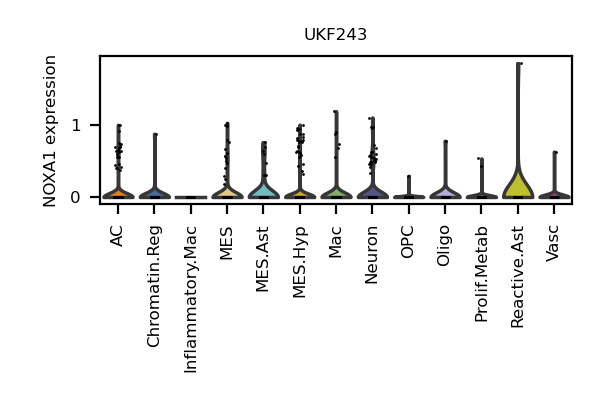 UKF243
NOXA1 expression
1
0
AC
Chromatin.Reg
Inflammatory.Mac
MES
MES.Ast
MES.Hyp
Mac
Neuron
OPC
Oligo
Prolif.Metab
Reactive.Ast
Vasc